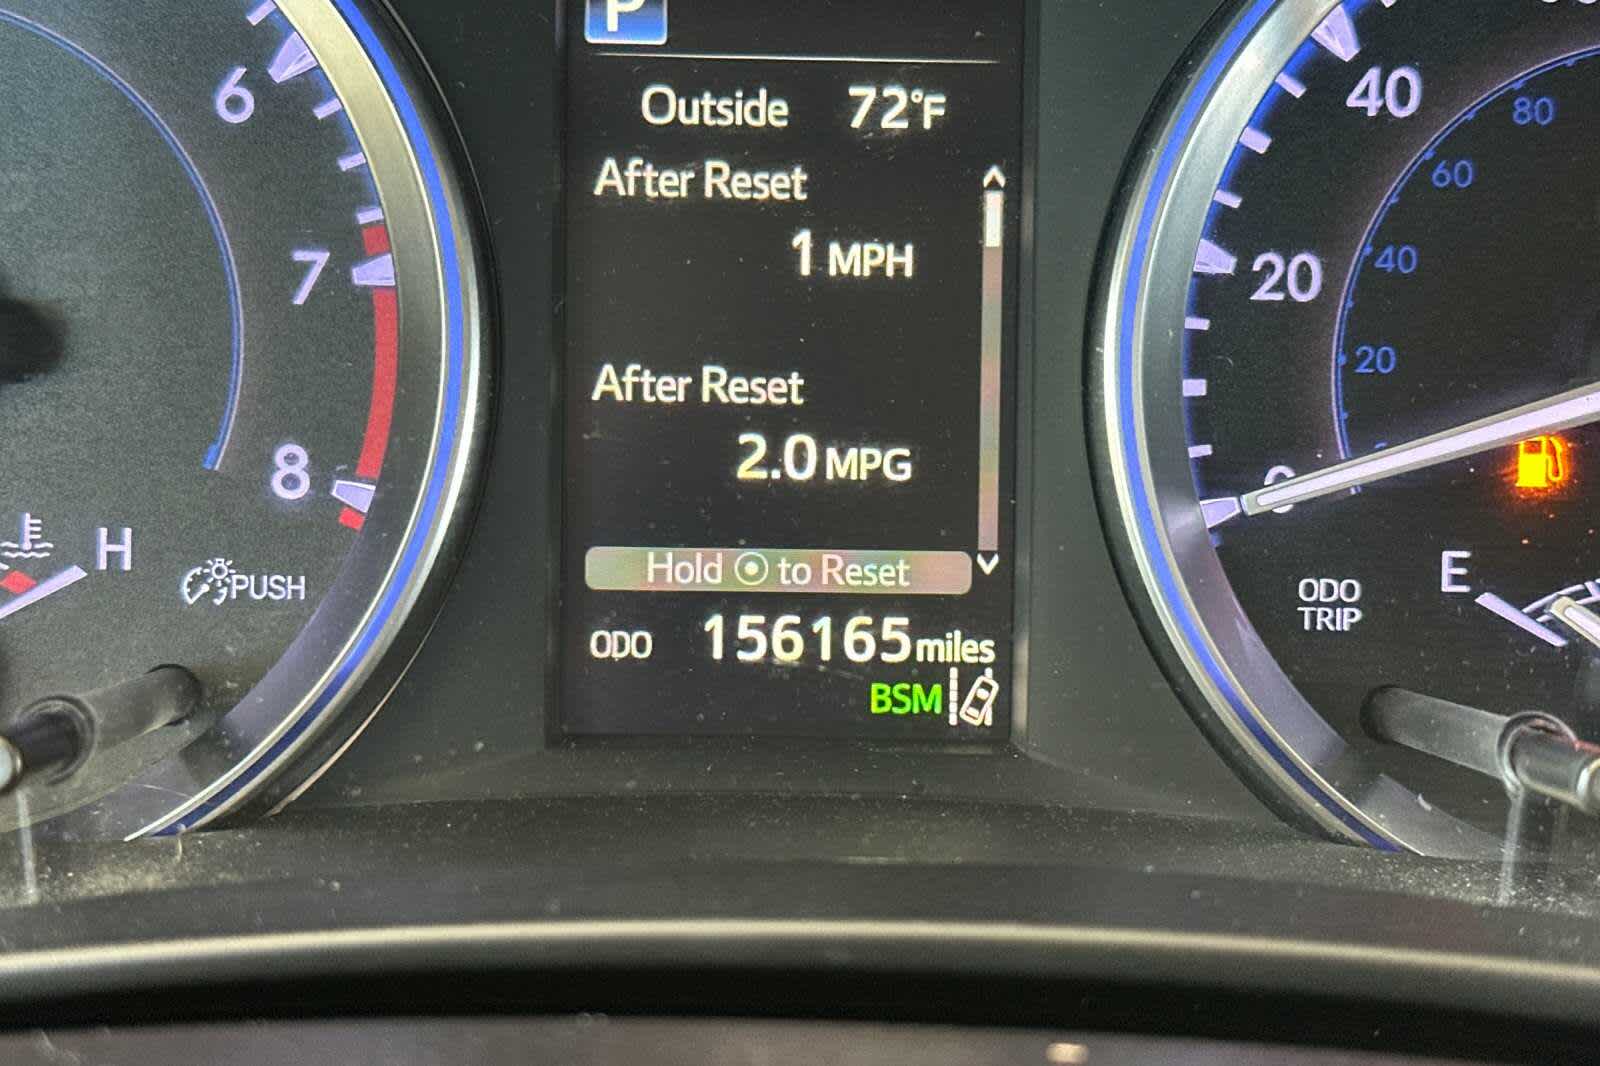 P
Outside 72°F
After Reset
1 MPH
After Reset
2.0 MPG
Hold to Reset
ODO 156165 miles
BSM
6
7
8
H
PUSH
40
20
0
80
60
40
20
E
ODO
TRIP